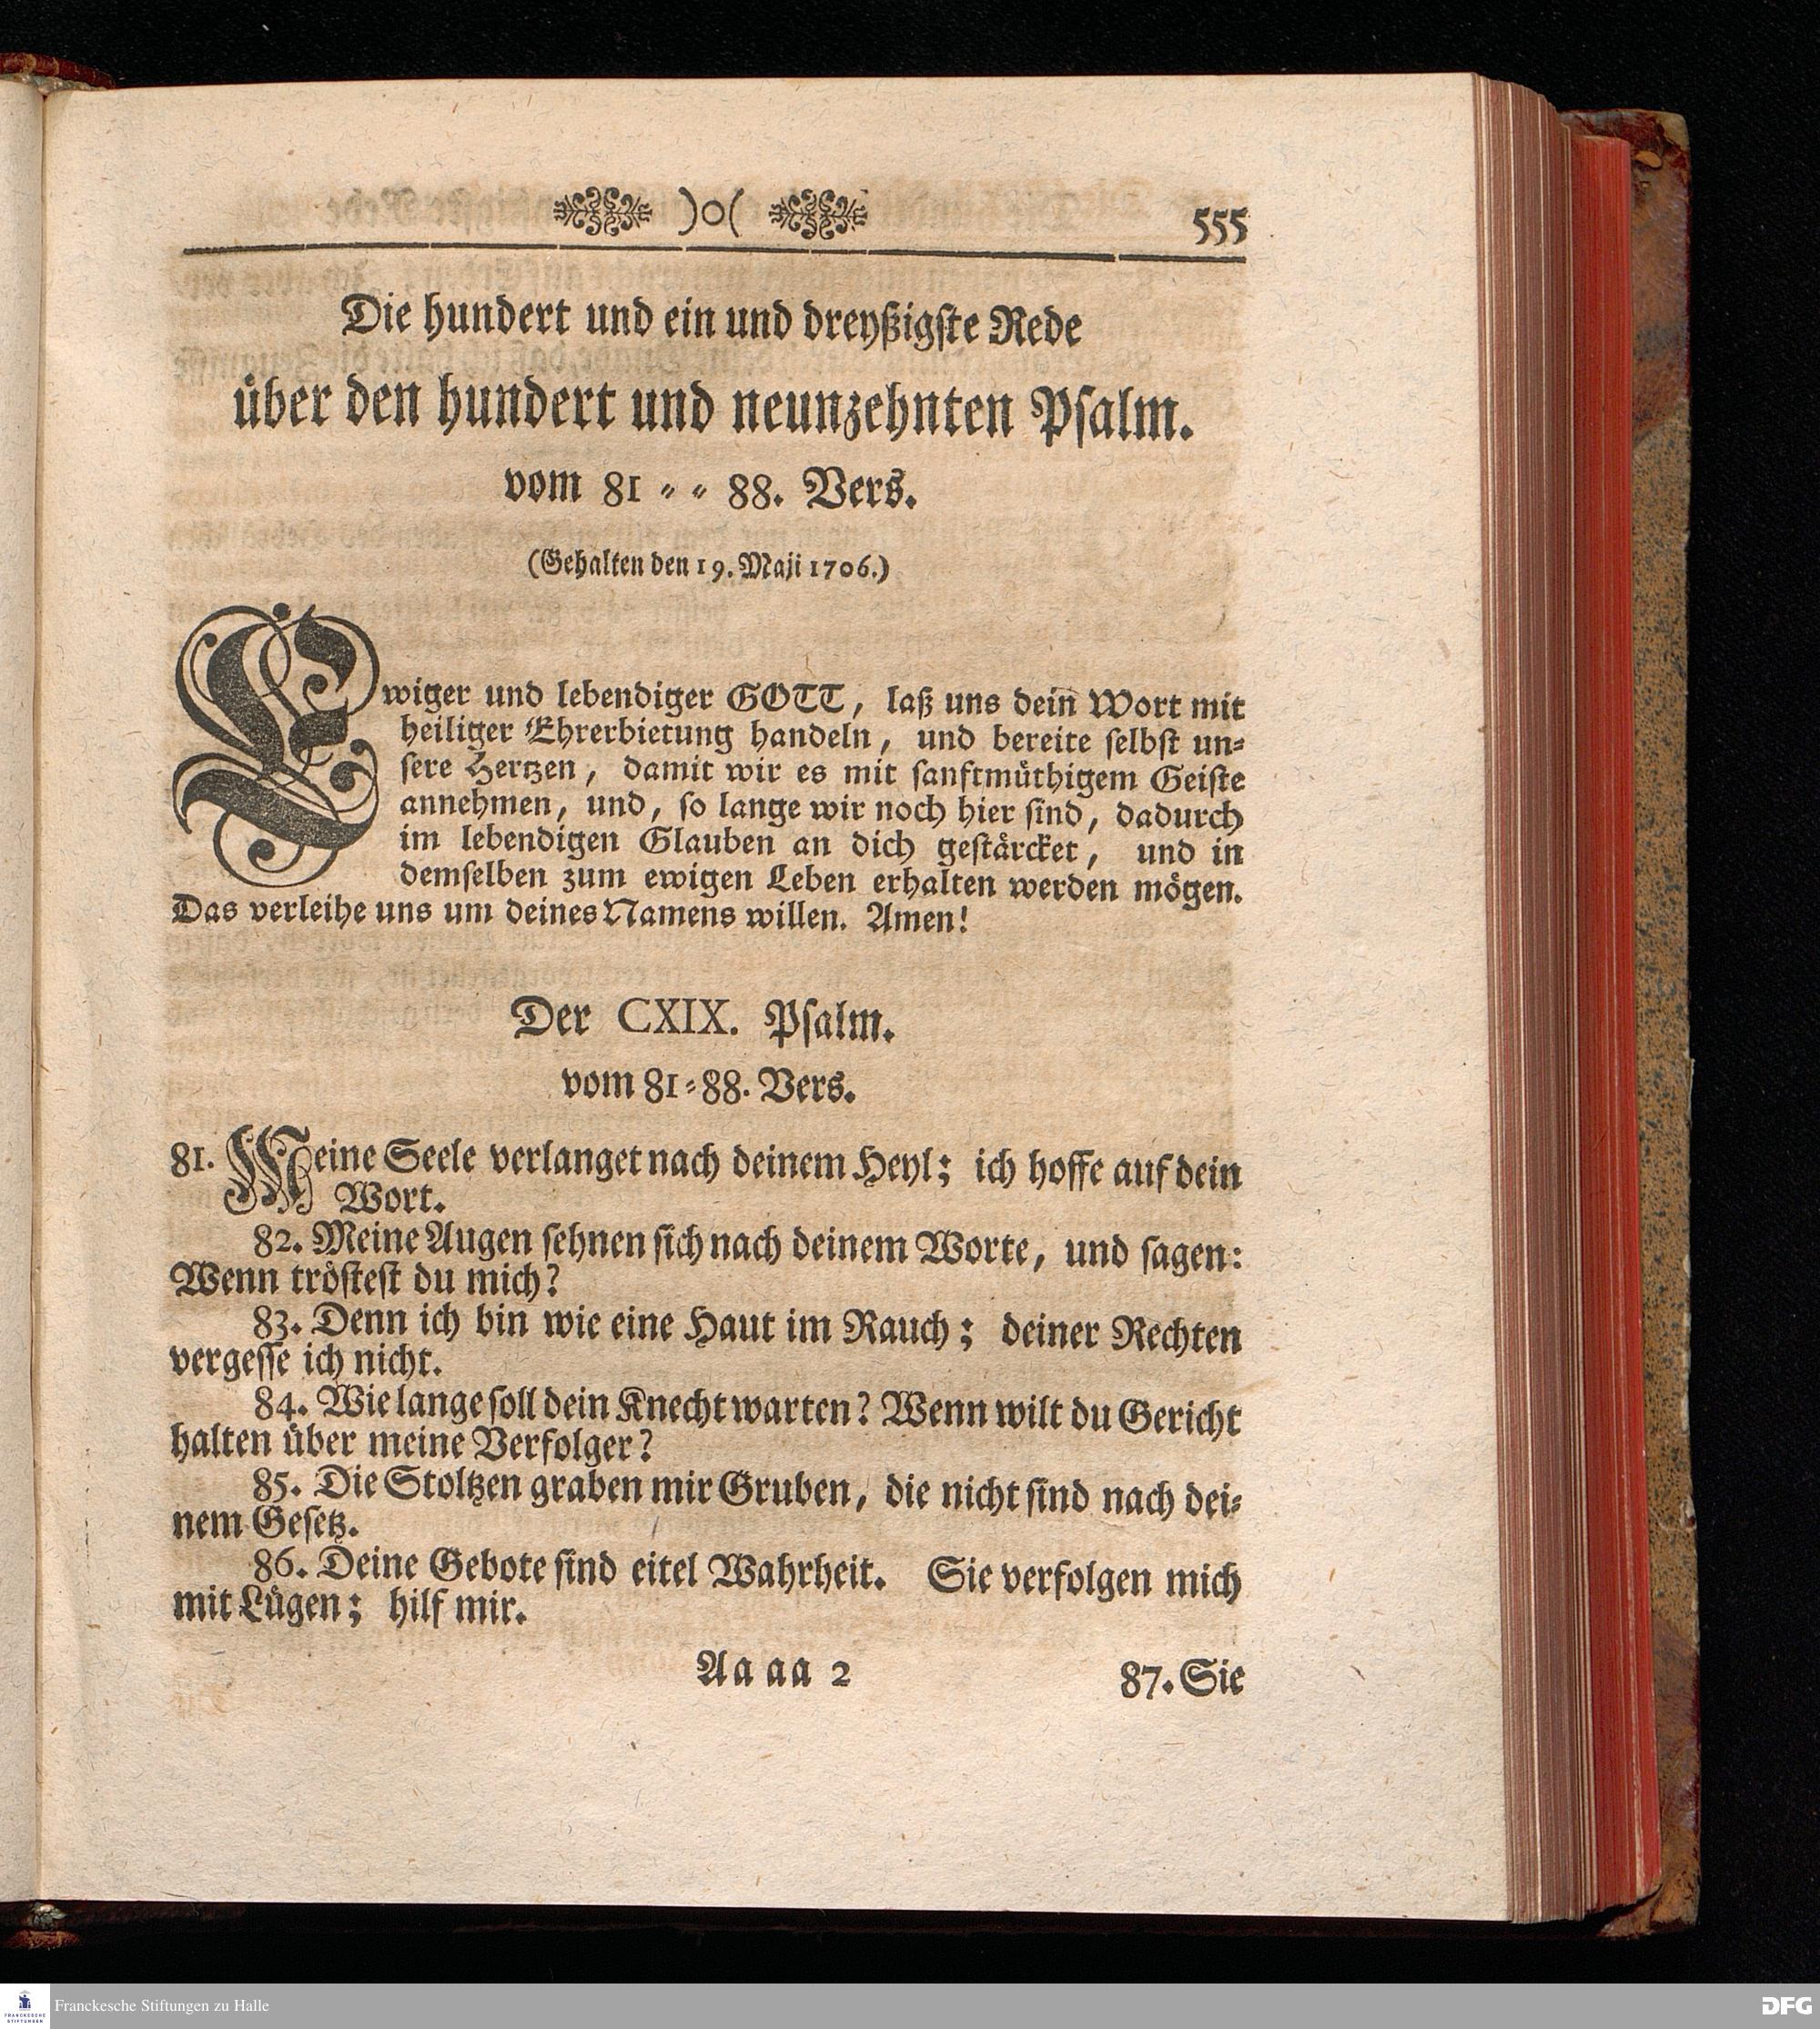 )o( 555
Die hundert und ein und dreyßigste Rede
über den hundert und neunzehnten Psalm.
vom 81 = = 88. Vers.
(Gehalten den 19. Maji 1706.)
Ewiger und lebendiger GOTT, laß uns dein Wort mit
heiliger Ehrerbietung handeln, und bereite selbst un=
sere Hertzen, damit wir es mit sanftmüthigem Geiste
annehmen, und, so lange wir noch hier sind, dadurch
im lebendigen Glauben an dich gestärcket, und in
demselben zum ewigen Leben erhalten werden mögen.
Das verleihe uns um deines Namens willen. Amen!
Der CXIX. Psalm.
vom 81=88. Vers.
81. Meine Seele verlanget nach deinem Heyl; ich hoffe auf dein
Wort.
82. Meine Augen sehnen sich nach deinem Worte, und sagen:
Wenn tröstest du mich?
83. Denn ich bin wie eine Haut im Rauch; deiner Rechten
vergesse ich nicht.
84. Wie lange soll dein Knecht warten? Wenn wilt du Gericht
halten über meine Verfolger?
85. Die Stoltzen graben mir Gruben, die nicht sind nach dei=
nem Gesetz.
86. Deine Gebote sind eitel Wahrheit. Sie verfolgen mich
mit Lügen; hilf mir.
Aa aa 2 87. Sie
FRANCKESCHE STIFTUNGEN
Franckesche Stiftungen zu Halle
DFG